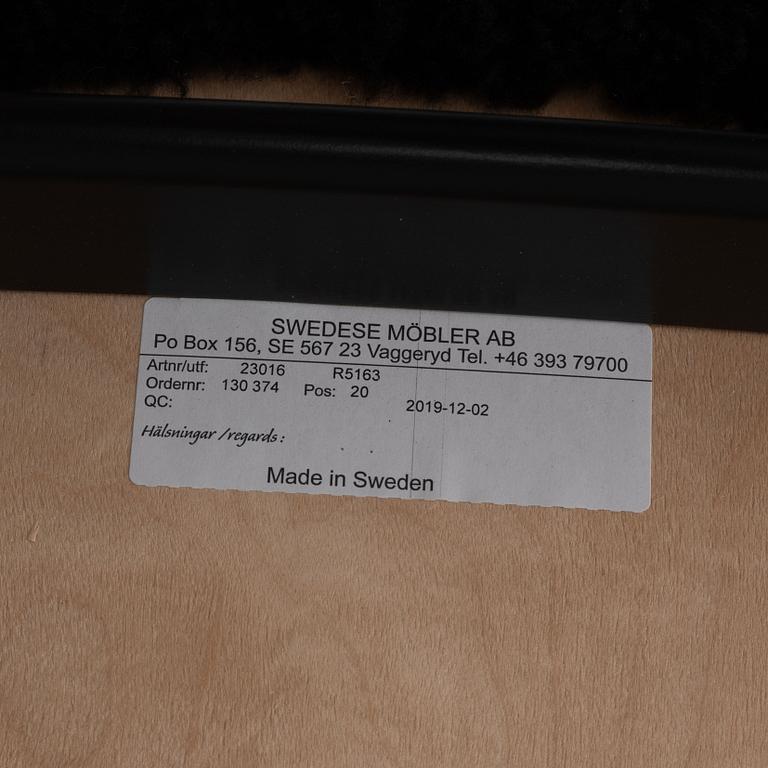 SWEDESE MÖBLER AB
Po Box 156, SE 567 23 Vaggeryd Tel. +46 393 79700
Artnr/utf: 23016 R5163
Ordernr: 130 374 Pos: 20
QC: 2019-12-02
Hälsningar /regards:
Made in Sweden